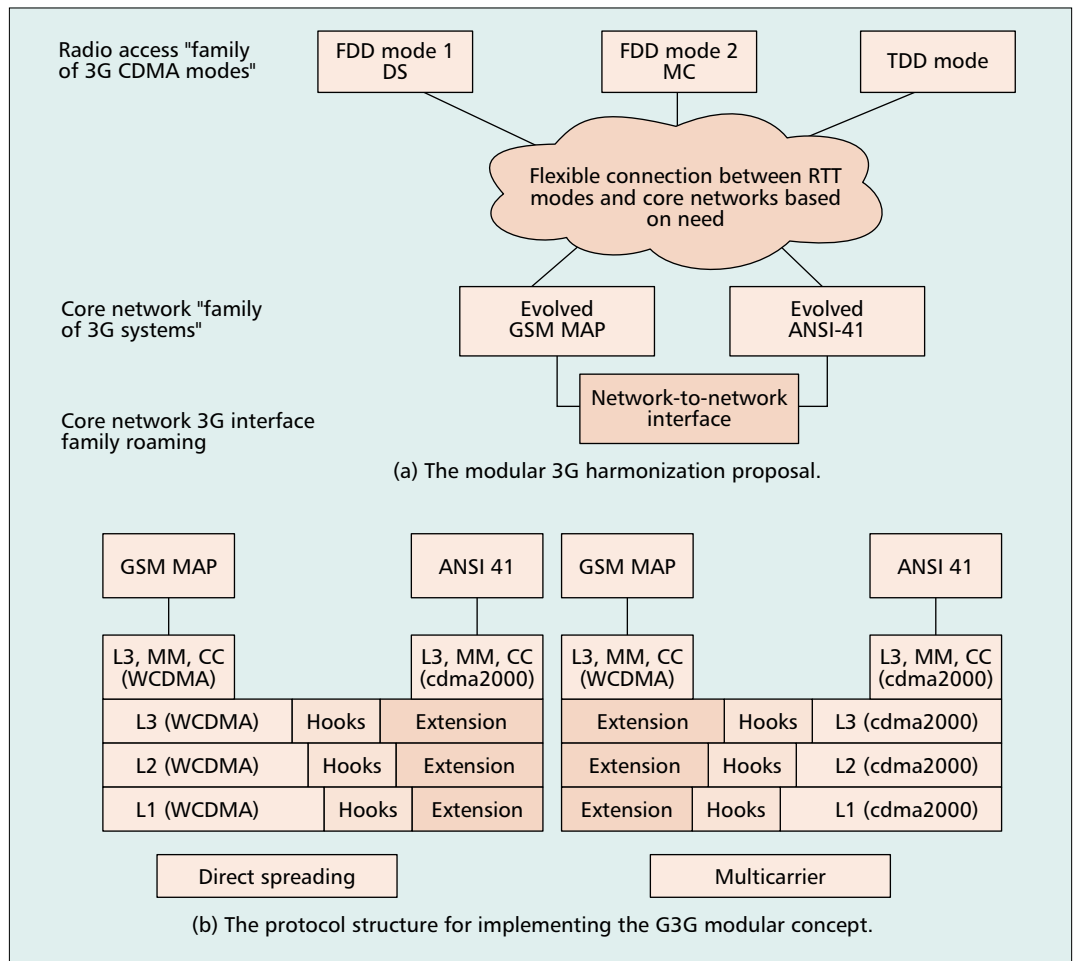 Radio access "family
of 3G CDMA modes"
FDD mode 1
DS
FDD mode 2
MC
TDD mode
Flexible connection between RTT
modes and core networks based
on need
Core network "family
of 3G systems"
Evolved
GSM MAP
Evolved
ANSI-41
Core network 3G interface
family roaming
Network-to-network
interface
(a) The modular 3G harmonization proposal.
GSM MAP
ANSI 41
GSM MAP
ANSI 41
L3, MM, CC
(WCDMA)
L3, MM, CC
(cdma2000)
L3, MM, CC
(WCDMA)
L3, MM, CC
(cdma2000)
L3 (WCDMA) Hooks Extension
Extension Hooks L3 (cdma2000)
L2 (WCDMA) Hooks Extension
Extension Hooks L2 (cdma2000)
L1 (WCDMA) Hooks Extension
Extension Hooks L1 (cdma2000)
Direct spreading
Multicarrier
(b) The protocol structure for implementing the G3G modular concept.